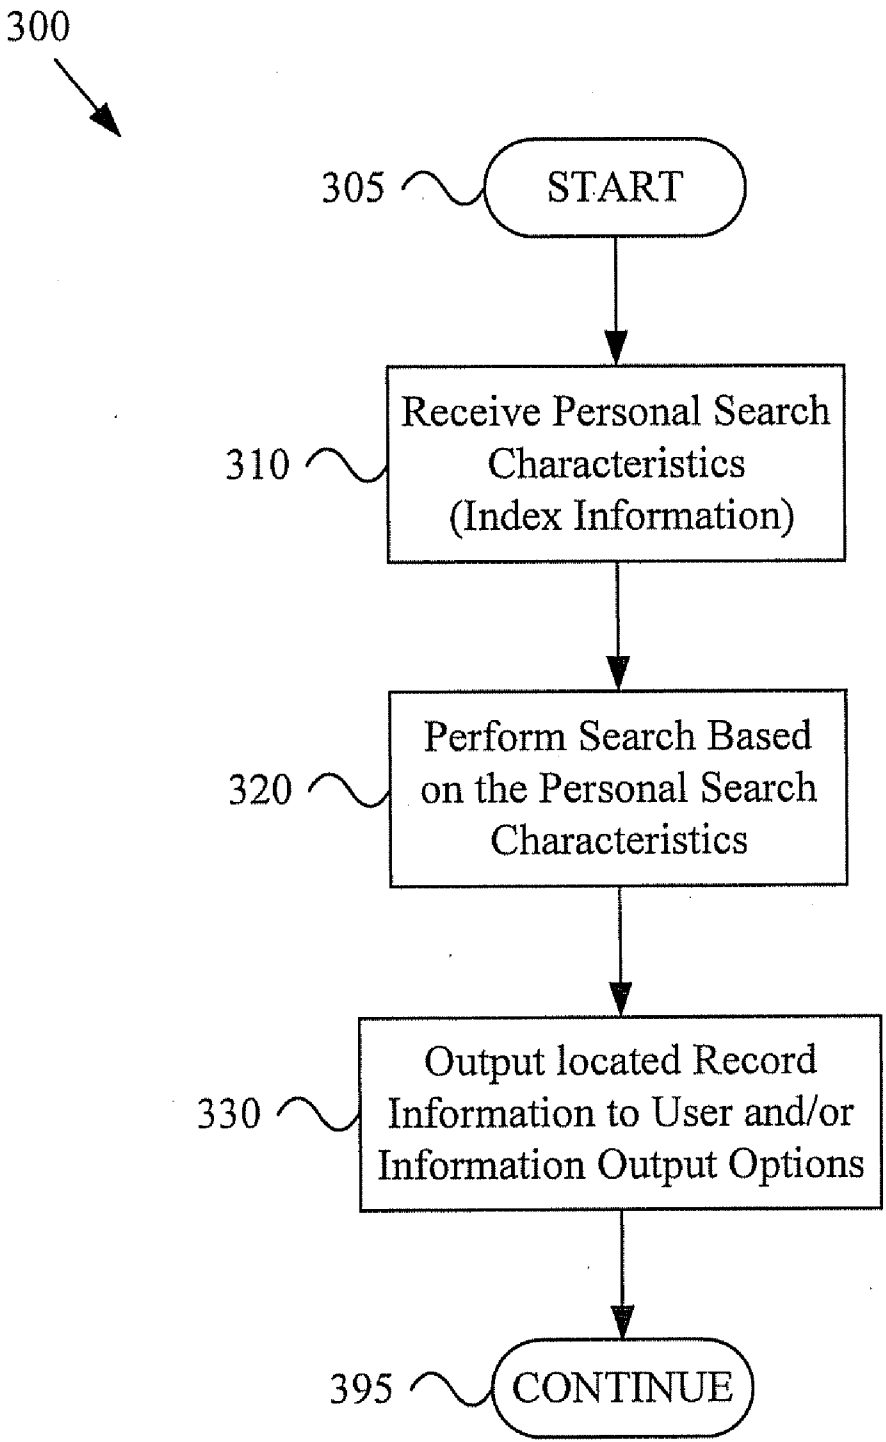 300
305
START
310
Receive Personal Search
Characteristics
(Index Information)
320
Perform Search Based
on the Personal Search
Characteristics
330
Output located Record
Information to User and/or
Information Output Options
395
CONTINUE